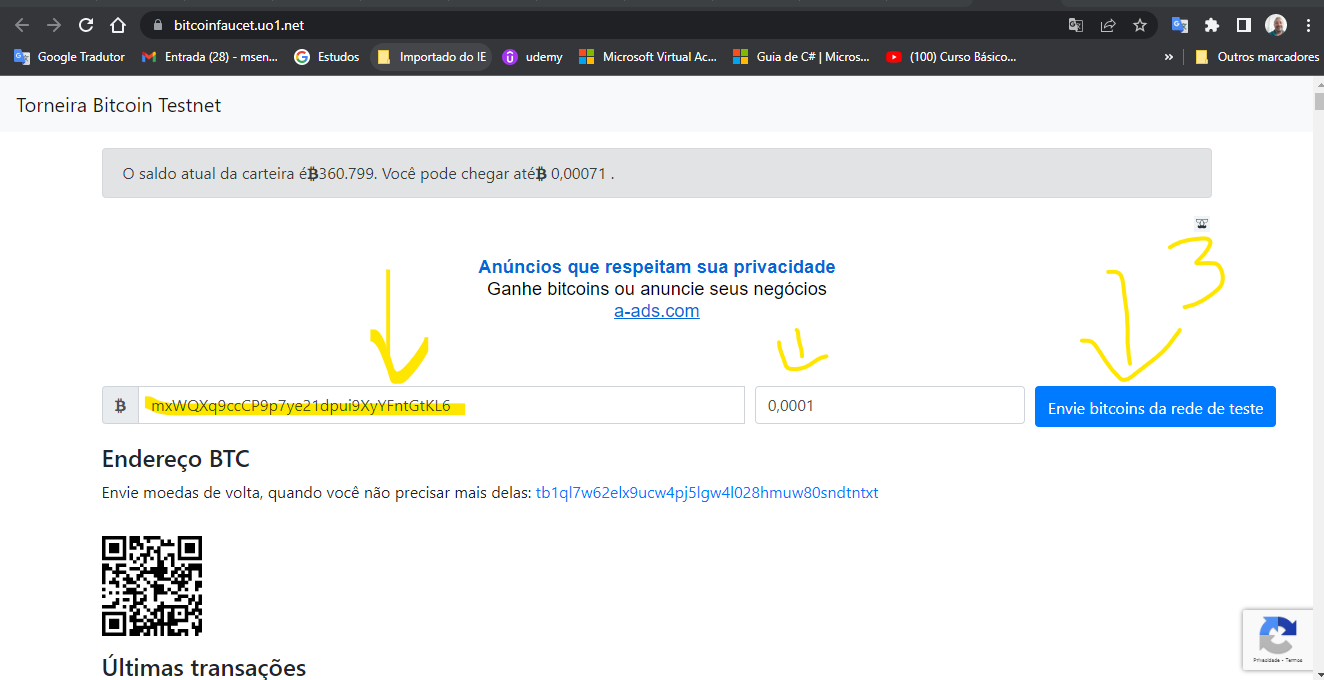 bitcoinfaucet.uo1.net
Google Tradutor Entrada (28) - msen... Estudos Importado do IE udemy Microsoft Virtual Ac... Guia de C# | Micros... (100) Curso Básico... » Outros marcadores
Torneira Bitcoin Testnet
O saldo atual da carteira é₿360.799. Você pode chegar até₿ 0,00071 .
Anúncios que respeitam sua privacidade
Ganhe bitcoins ou anuncie seus negócios
a-ads.com
3
₿ mxWQXq9ccCP9p7ye21dpui9XyYFntGtKL6 0,0001 Envie bitcoins da rede de teste
Endereço BTC
Envie moedas de volta, quando você não precisar mais delas: tb1ql7w62elx9ucw4pj5lgw4l028hmuw80sndtntxt
Privacidade - Termos
Últimas transações